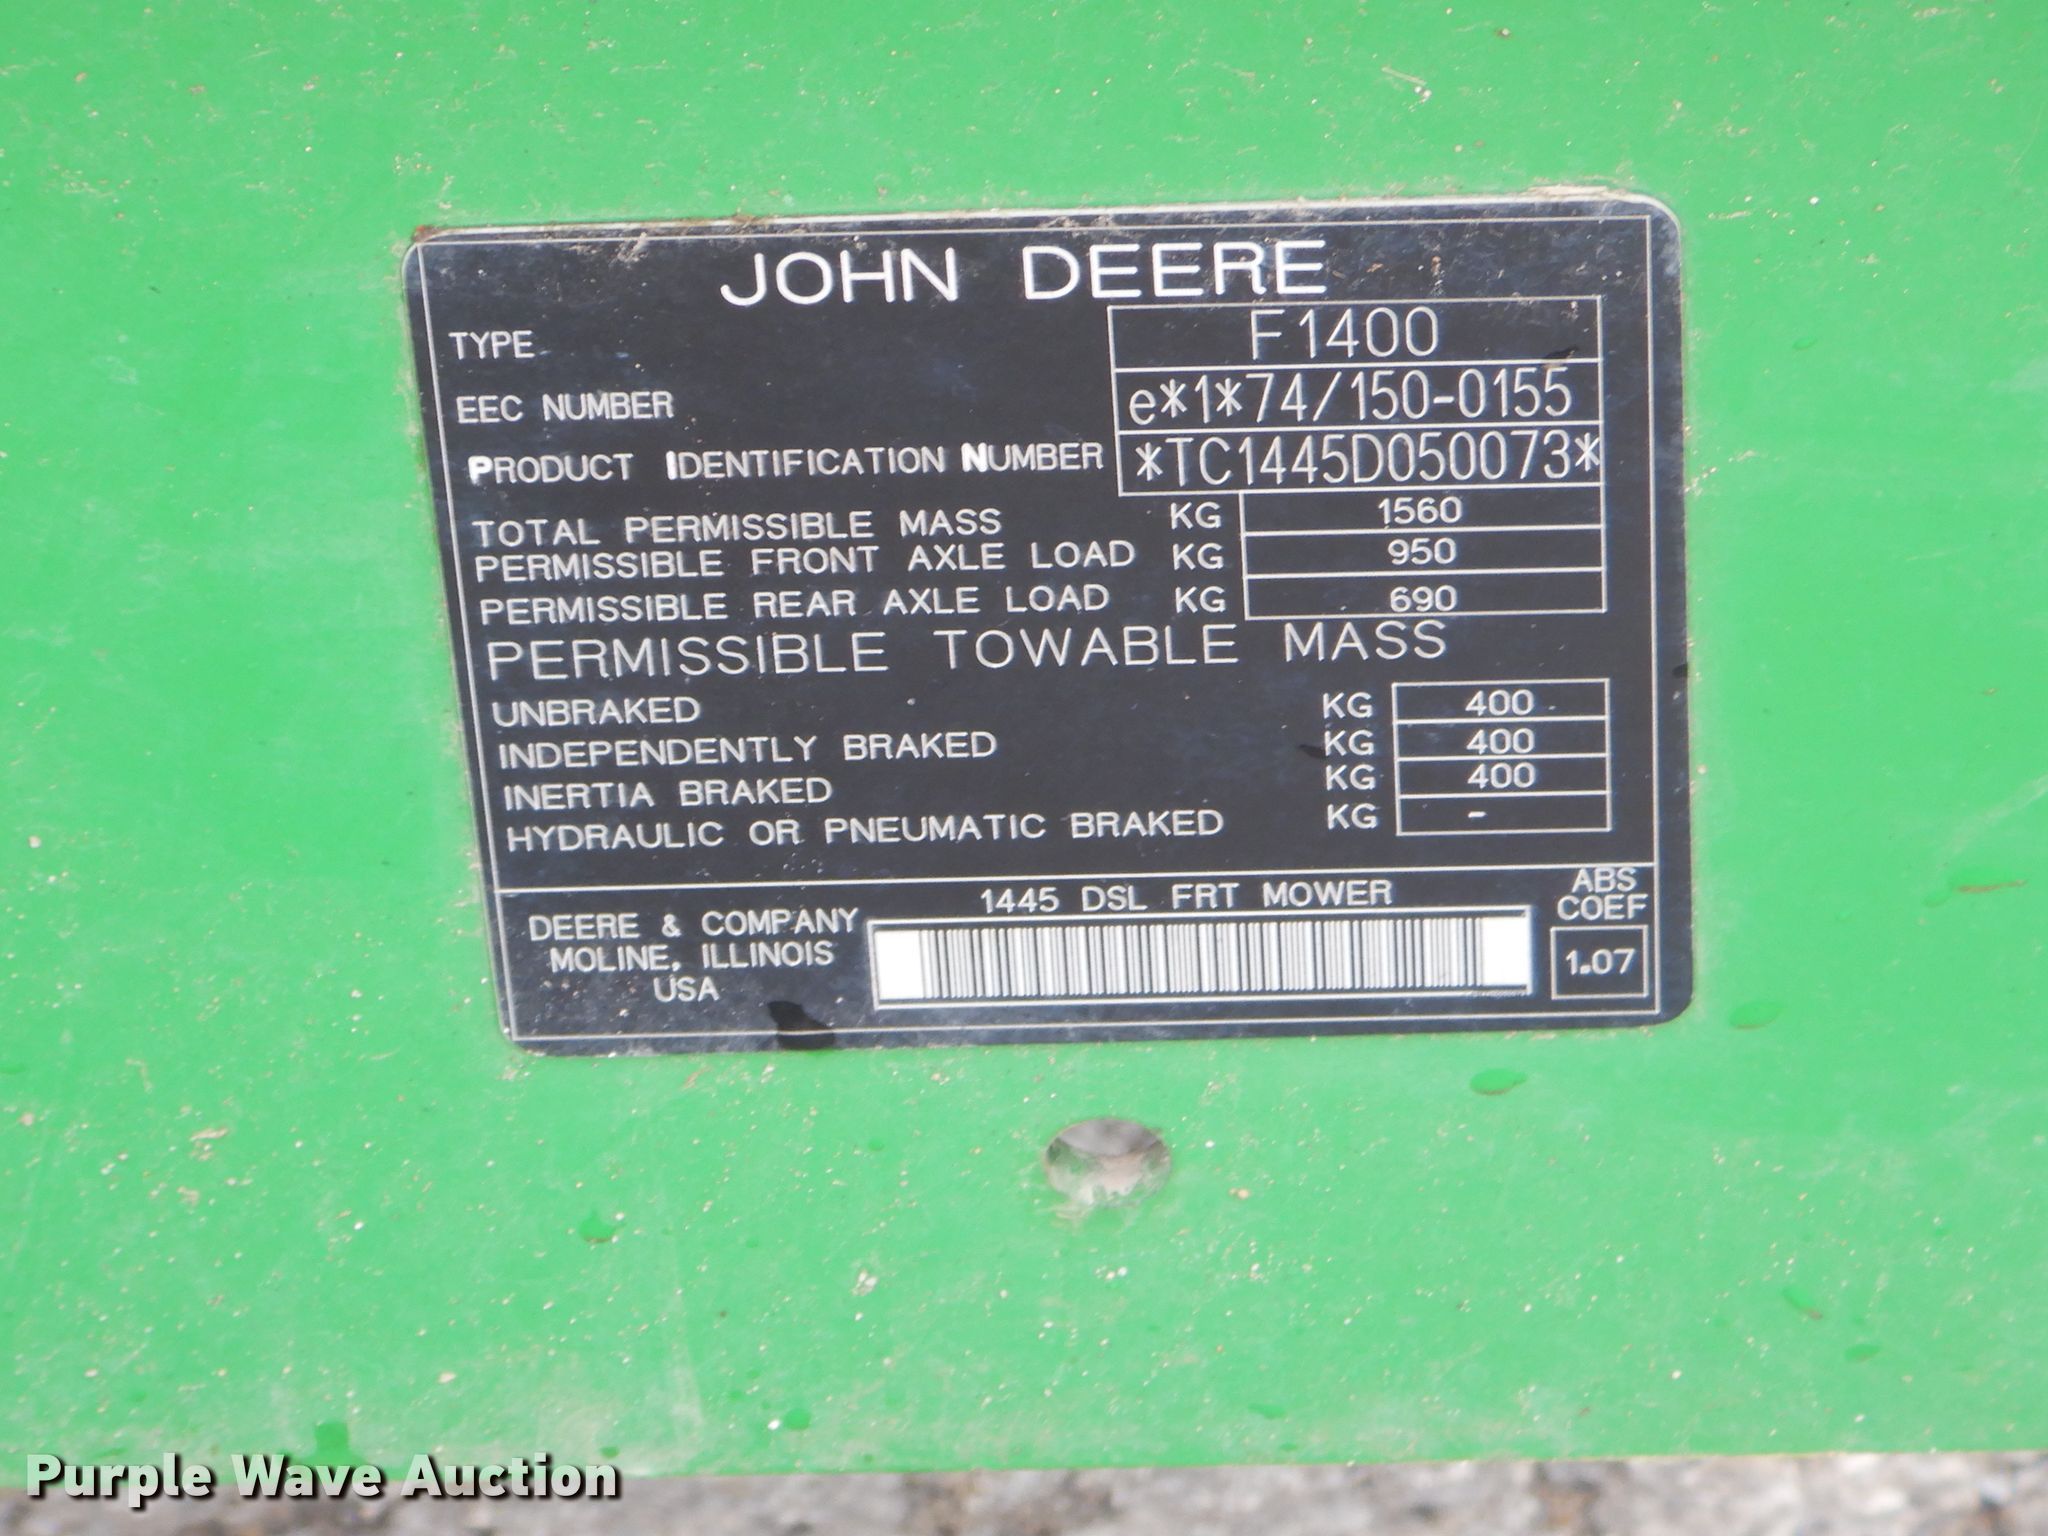 JOHN DEERE
TYPE F1400
EEC NUMBER e*1*74/150-0155
PRODUCT IDENTIFICATION NUMBER *TC1445D050073*
TOTAL PERMISSIBLE MASS KG 1560
PERMISSIBLE FRONT AXLE LOAD KG 950
PERMISSIBLE REAR AXLE LOAD KG 690
PERMISSIBLE TOWABLE MASS
UNBRAKED KG 400
INDEPENDENTLY BRAKED KG 400
INERTIA BRAKED KG 400
HYDRAULIC OR PNEUMATIC BRAKED KG -
DEERE & COMPANY
MOLINE, ILLINOIS
USA
1445 DSL FRT MOWER
ABS
COEF
1.07
Purple Wave Auction